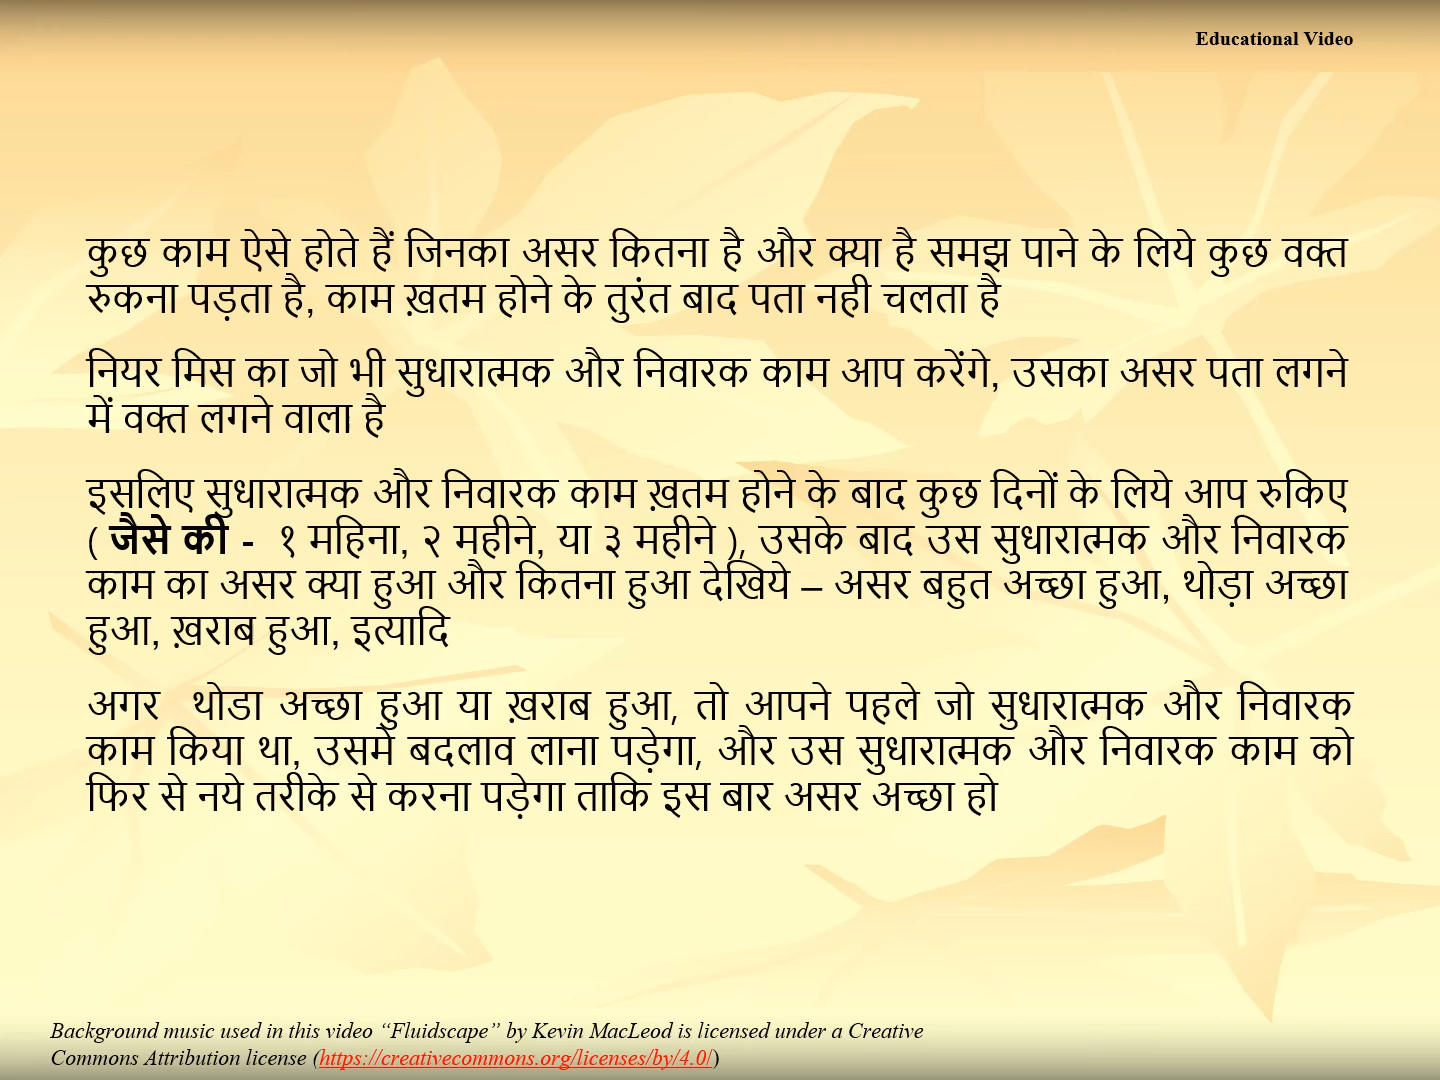 Educational Video
कुछ काम ऐसे होते हैं जिनका असर कितना है और क्या है समझ पाने के लिये कुछ वक्त
रुकना पड़ता है, काम ख़तम होने के तुरंत बाद पता नही चलता है
नियर मिस का जो भी सुधारात्मक और निवारक काम आप करेंगे, उसका असर पता लगने
में वक्त लगने वाला है
इसलिए सुधारात्मक और निवारक काम ख़तम होने के बाद कुछ दिनों के लिये आप रुकिए
( जैसे की - १ महिना, २ महीने, या ३ महीने ), उसके बाद उस सुधारात्मक और निवारक
काम का असर क्या हुआ और कितना हुआ देखिये – असर बहुत अच्छा हुआ, थोड़ा अच्छा
हुआ, ख़राब हुआ, इत्यादि
अगर थोडा अच्छा हुआ या ख़राब हुआ, तो आपने पहले जो सुधारात्मक और निवारक
काम किया था, उसमे बदलाव लाना पड़ेगा, और उस सुधारात्मक और निवारक काम को
फिर से नये तरीके से करना पड़ेगा ताकि इस बार असर अच्छा हो
Background music used in this video “Fluidscape” by Kevin MacLeod is licensed under a Creative
Commons Attribution license (https://creativecommons.org/licenses/by/4.0/)